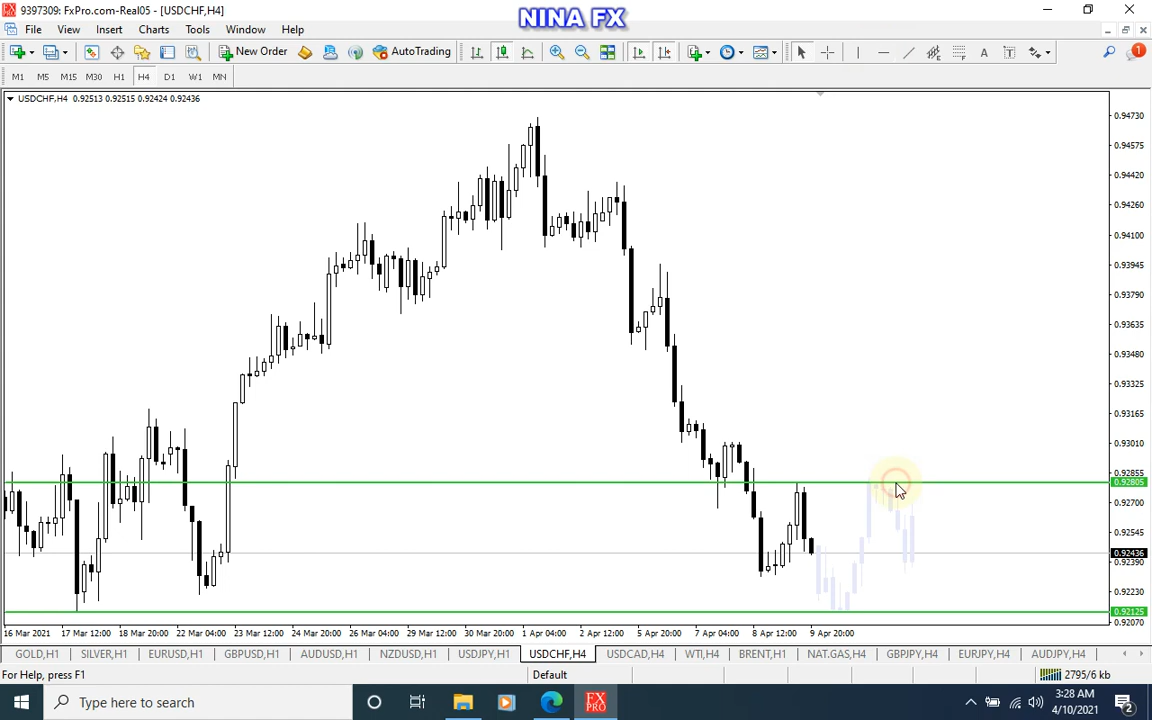 9397309: FxPro.com-Real05 - [USDCHF,H4]
NINA FX
File View Insert Charts Tools Window Help
New Order AutoTrading A T 1
M1 M5 M15 M30 H1 H4 D1 W1 MN
USDCHF,H4 0.92513 0.92515 0.92424 0.92436
0.94730
0.94575
0.94420
0.94260
0.94100
0.93945
0.93790
0.93635
0.93480
0.93325
0.93165
0.93010
0.92855
0.92805
0.92700
0.92545
0.92436
0.92390
0.92230
0.92125
0.92070
16 Mar 2021 17 Mar 12:00 18 Mar 20:00 22 Mar 04:00 23 Mar 12:00 24 Mar 20:00 26 Mar 04:00 29 Mar 12:00 30 Mar 20:00 1 Apr 04:00 2 Apr 12:00 5 Apr 20:00 7 Apr 04:00 8 Apr 12:00 9 Apr 20:00
GOLD,H1 SILVER,H1 EURUSD,H1 GBPUSD,H1 AUDUSD,H1 NZDUSD,H1 USDJPY,H1 USDCHF,H4 USDCAD,H4 WTI,H4 BRENT,H1 NAT.GAS,H4 GBPJPY,H4 EURJPY,H4 AUDJPY,H4
For Help, press F1 Default 2795/6 kb
Type here to search FX PRO 3:28 AM
4/10/2021 2